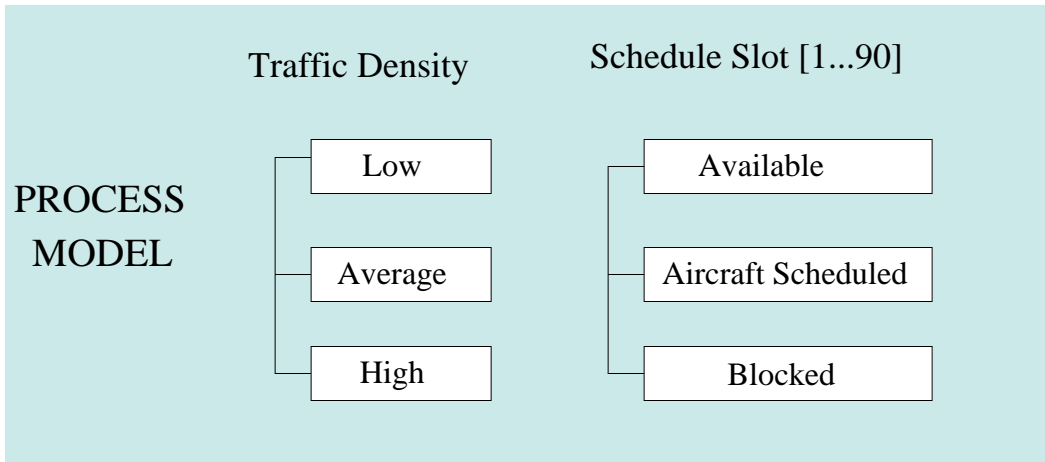 Traffic Density
Schedule Slot [1...90]
PROCESS
MODEL
Low
Average
High
Available
Aircraft Scheduled
Blocked